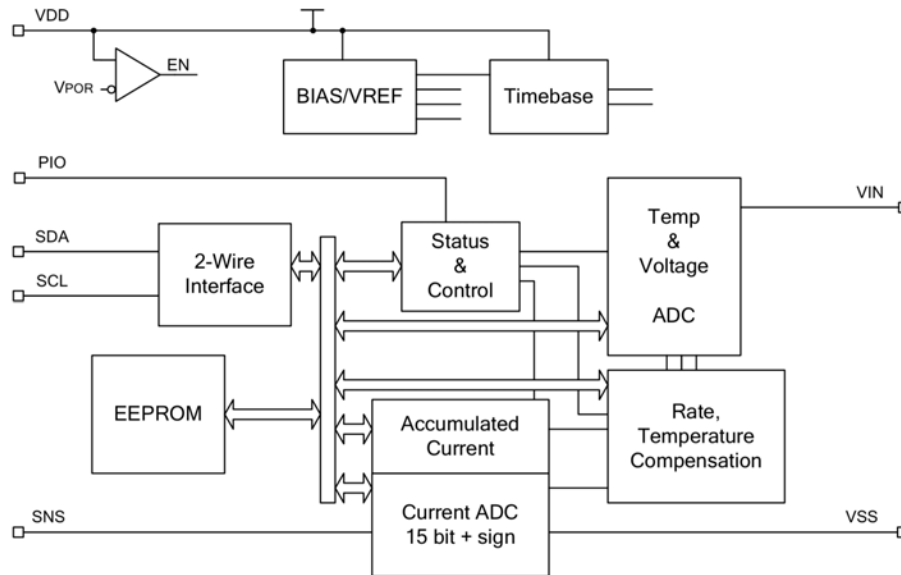 VDD
EN
VPOR
BIAS/VREF
Timebase
PIO
VIN
SDA
2-Wire
Interface
SCL
Status
&
Control
Temp
&
Voltage
ADC
EEPROM
Accumulated
Current
Rate,
Temperature
Compensation
SNS
Current ADC
15 bit + sign
VSS